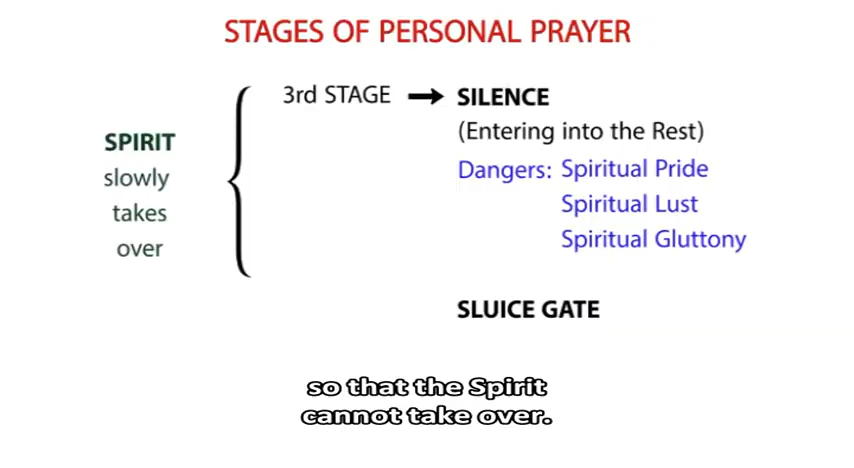 STAGES OF PERSONAL PRAYER
3rd STAGE → SILENCE
(Entering into the Rest)
SPIRIT
slowly
takes
over
Dangers: Spiritual Pride
Spiritual Lust
Spiritual Gluttony
SLUICE GATE
so that the Spirit
cannot take over.